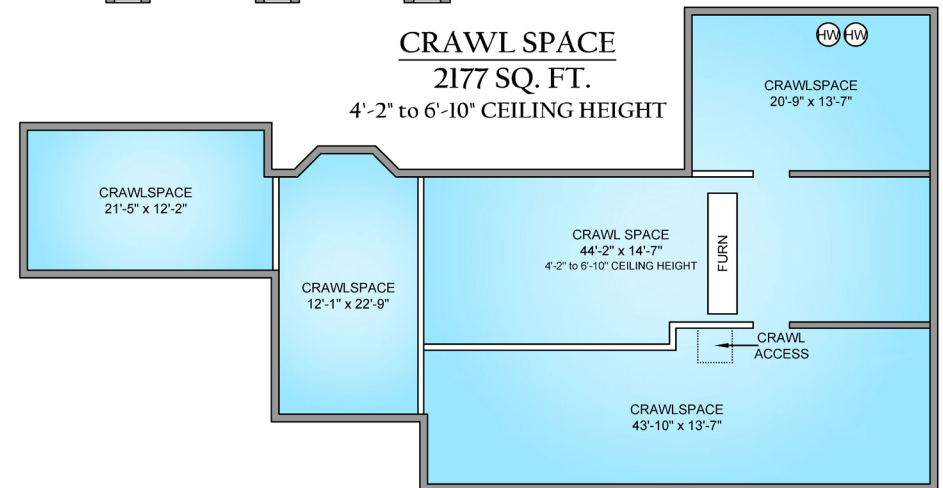 CRAWL SPACE
2177 SQ. FT.
4'-2" to 6'-10" CEILING HEIGHT
HW HW
CRAWLSPACE
20'-9" x 13'-7"
CRAWLSPACE
21'-5" x 12'-2"
CRAWLSPACE
12'-1" x 22'-9"
CRAWL SPACE
44'-2" x 14'-7"
4'-2" to 6'-10" CEILING HEIGHT
FURN
CRAWL
ACCESS
CRAWLSPACE
43'-10" x 13'-7"